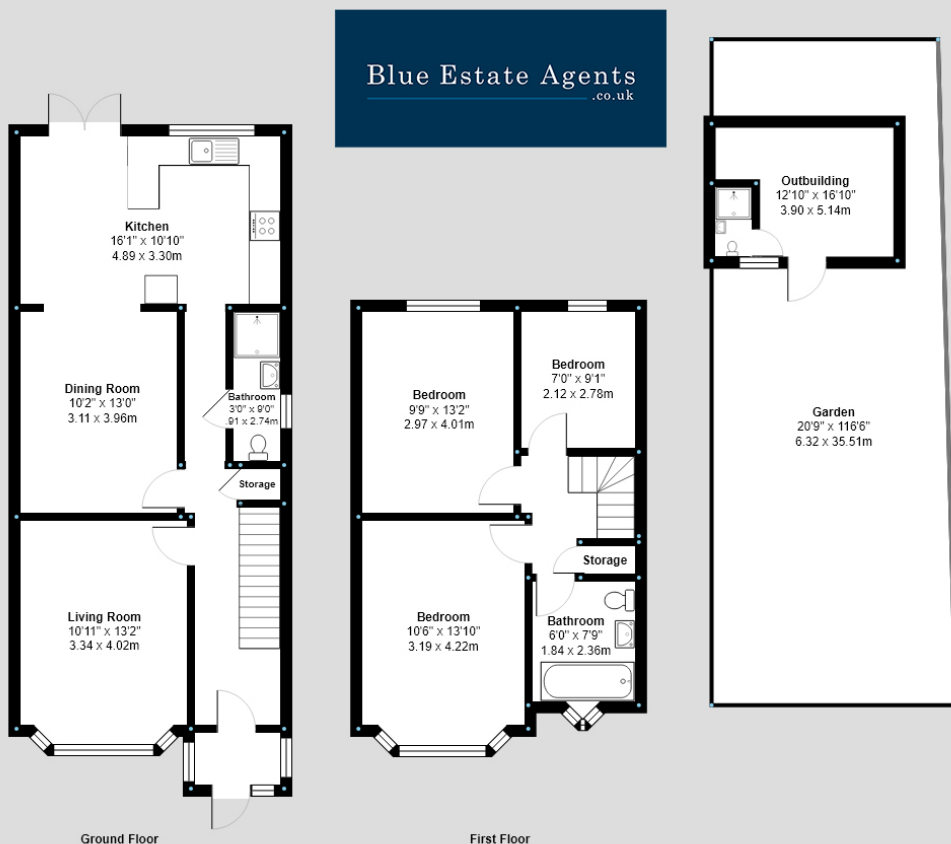 Blue Estate Agents
.co.uk
Kitchen
16'1" x 10'10"
4.89 x 3.30m
Dining Room
10'2" x 13'0"
3.11 x 3.96m
Bathroom
3'0" x 9'0"
.91 x 2.74m
Storage
Living Room
10'11" x 13'2"
3.34 x 4.02m
Ground Floor
Bedroom
9'9" x 13'2"
2.97 x 4.01m
Bedroom
7'0" x 9'1"
2.12 x 2.78m
Storage
Bedroom
10'6" x 13'10"
3.19 x 4.22m
Bathroom
6'0" x 7'9"
1.84 x 2.36m
First Floor
Outbuilding
12'10" x 16'10"
3.90 x 5.14m
Garden
20'9" x 116'6"
6.32 x 35.51m